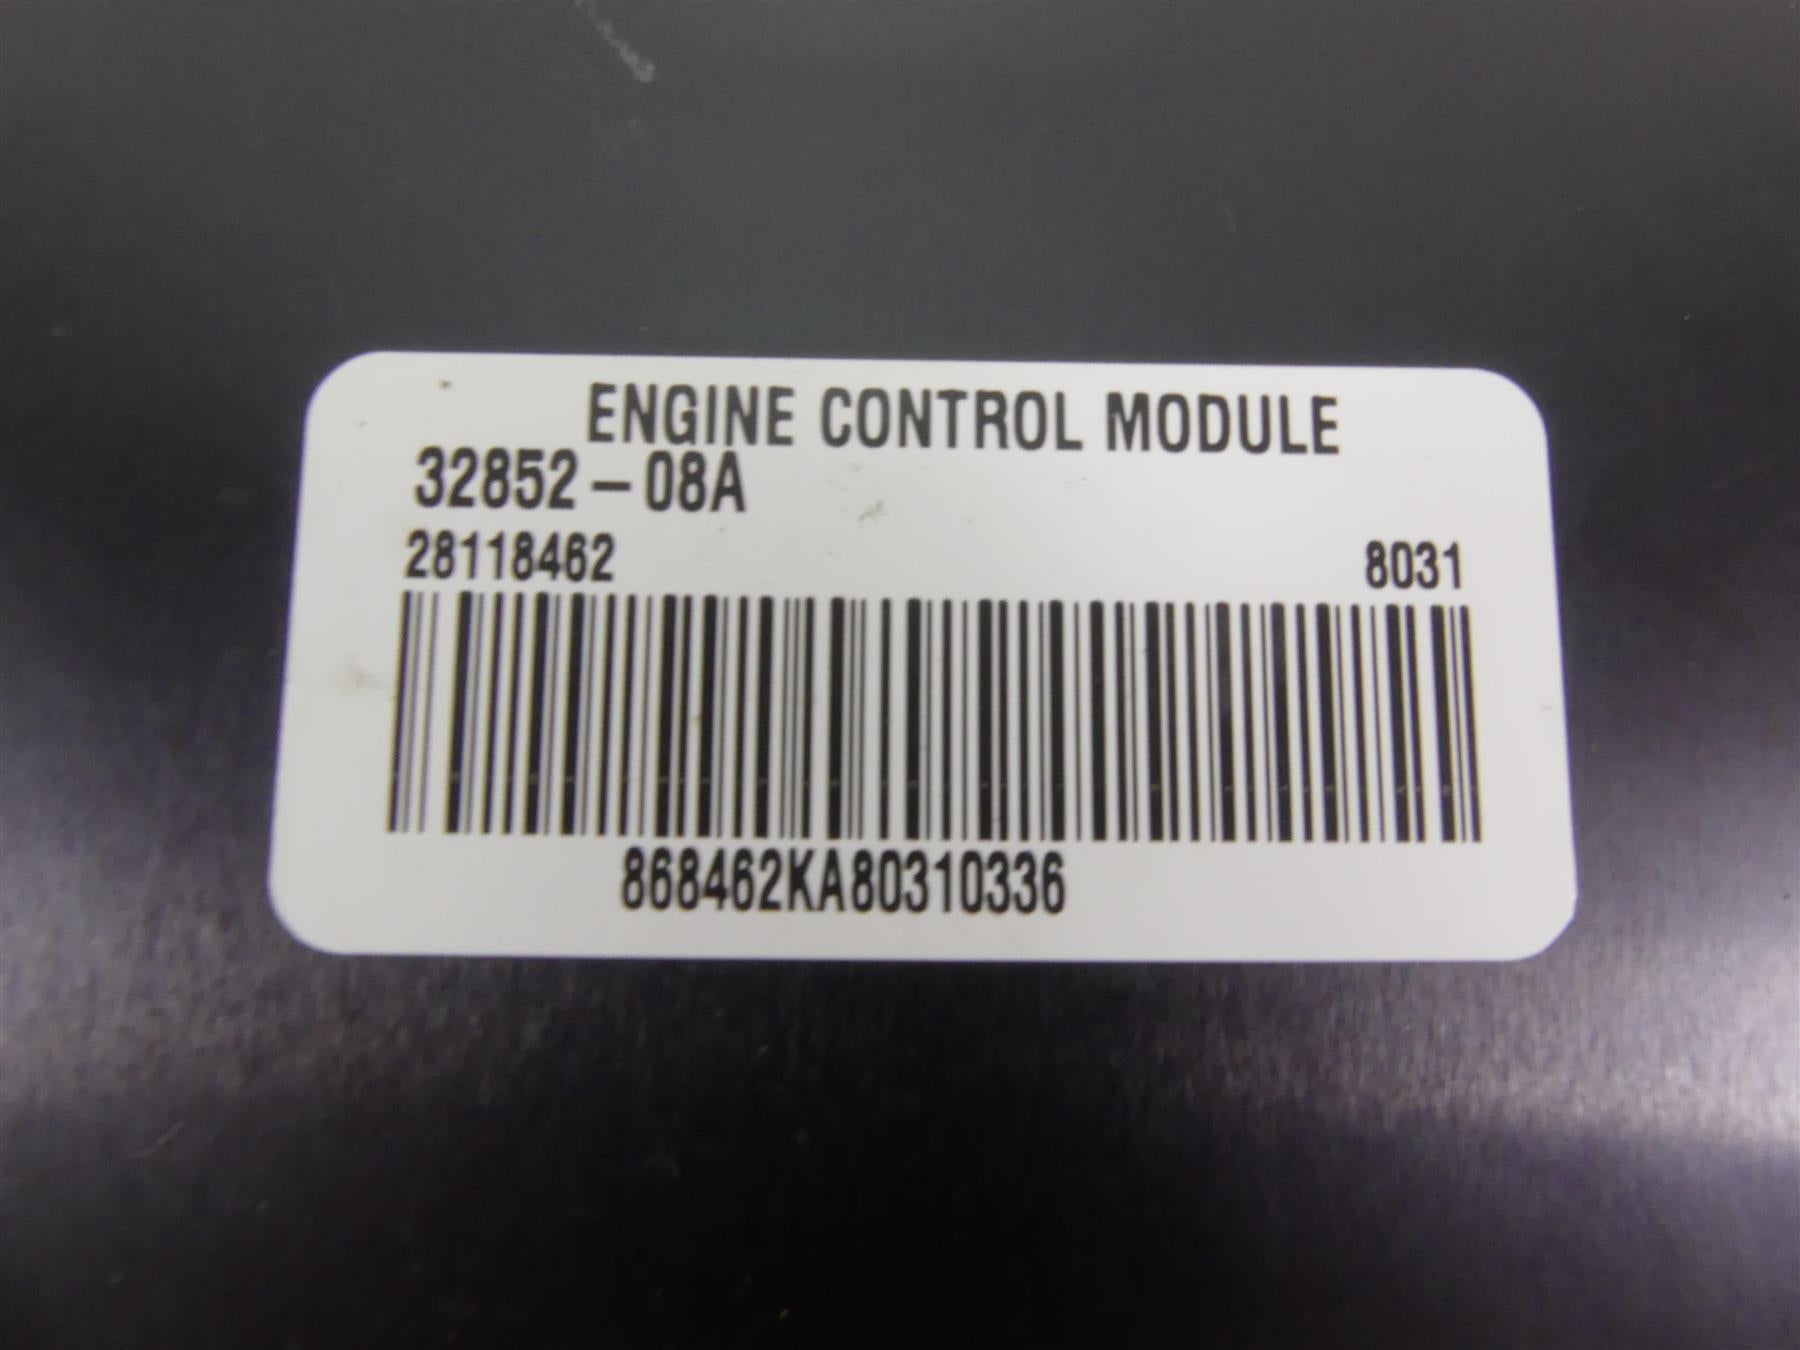 ENGINE CONTROL MODULE
32852-08A
28118462 8031
868462KA80310336